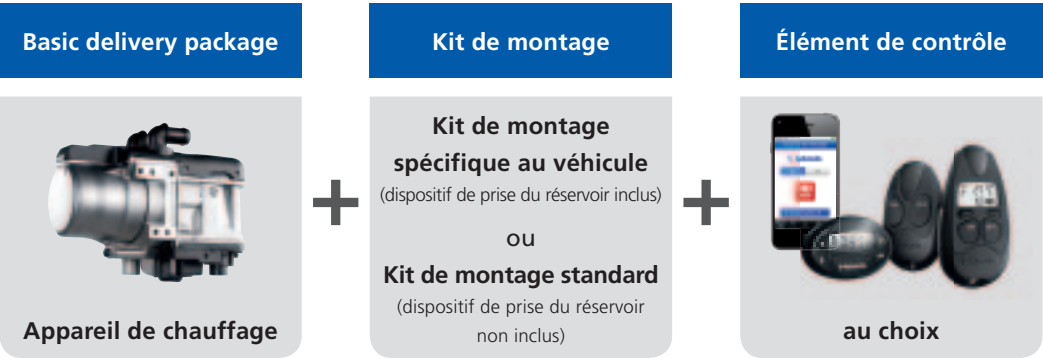 Basic delivery package
Kit de montage
Élément de contrôle
Appareil de chauffage
+
Kit de montage
spécifique au véhicule
(dispositif de prise du réservoir inclus)
ou
Kit de montage standard
(dispositif de prise du réservoir
non inclus)
+
au choix